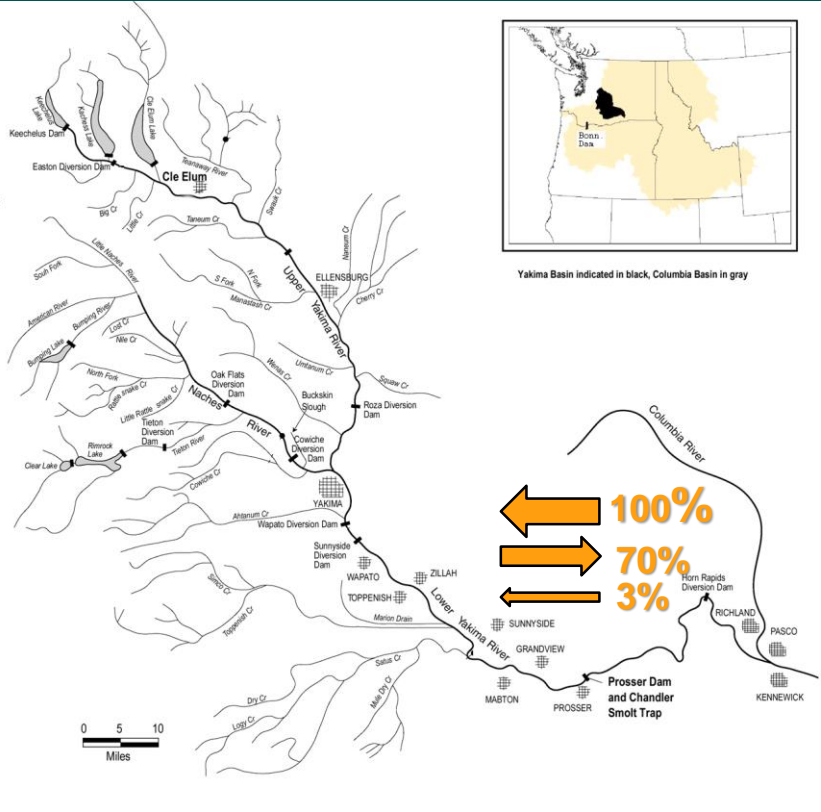 Keechelus
Lake
Kachess Lake
Cle Elum Lake
Keechelus Dam
Easton Diversion Dam
Cle Elum
Teanaway River
Big Cr
Little Cr
Taneum Cr
Swauk Cr
Little Naches
River
South Fork
American River
Bumping River
Bumping Lake
Lost Cr
Nile Cr
North Fork
Rattle snake Cr
Little Rattle snake Cr
S Fork
N Fork
Manastash Cr
Naneum Cr
ELLENSBURG
Cherry Cr
Upper
Yakima River
Umtanum Cr
Wenas Cr
Squaw Cr
Oak Flats
Diversion
Dam
Naches
River
Buckskin
Slough
Roza Diversion
Dam
Tieton
Diversion
Dam
Tieton River
Rimrock
Lake
Clear Lake
Cowiche
Diversion
Dam
Cowiche Cr
YAKIMA
Ahtanum Cr
Wapato Diversion Dam
Sunnyside
Diversion
Dam
WAPATO
ZILLAH
TOPPENISH
Simco Cr
Toppenish Cr
Marion Drain
Lower
Yakima River
SUNNYSIDE
GRANDVIEW
MABTON
PROSSER
Satus Cr
Mule Dry Cr
Dry Cr
Logy Cr
Prosser Dam
and Chandler
Smolt Trap
Columbia River
Horn Rapids
Diversion Dam
RICHLAND
PASCO
KENNEWICK
100%
70%
3%
Bonn.
Dam
Yakima Basin indicated in black, Columbia Basin in gray
0 5 10
Miles